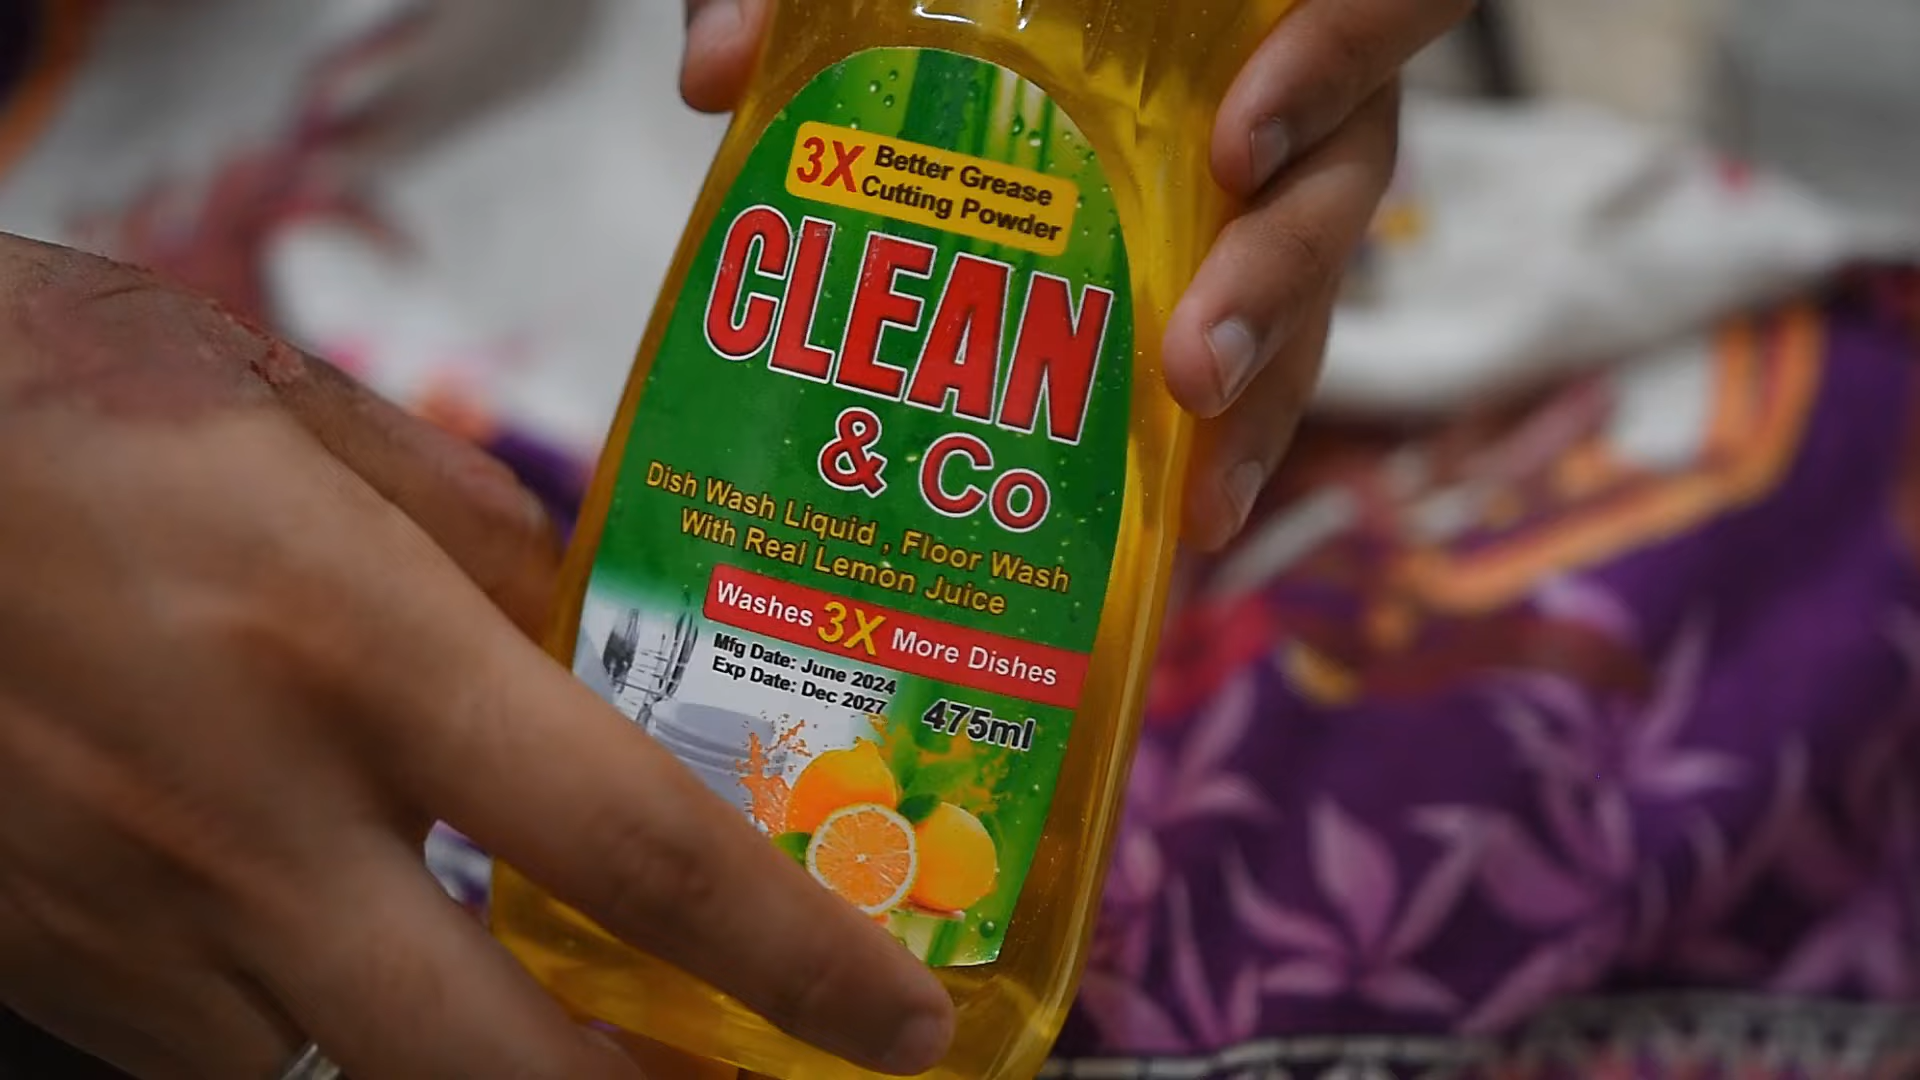 3X Better Grease
Cutting Powder
CLEAN
& Co
Dish Wash Liquid , Floor Wash
With Real Lemon Juice
Washes 3X More Dishes
Mfg Date: June 2024
Exp Date: Dec 2027
475ml